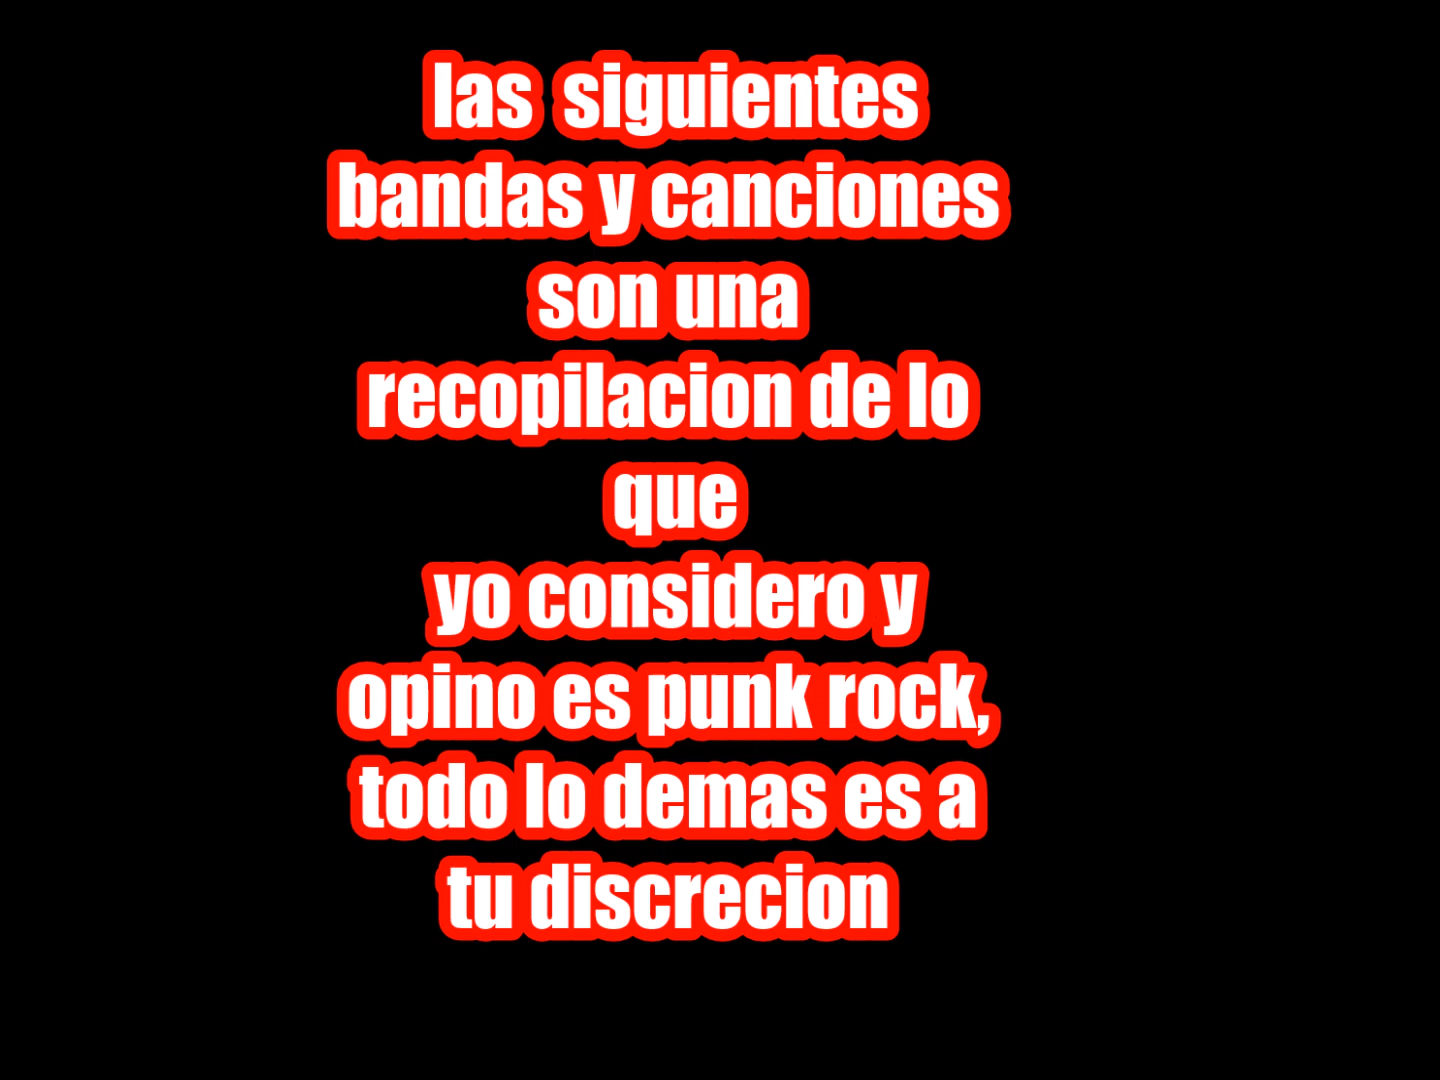 las siguientes
bandas y canciones
son una
recopilacion de lo
que
yo considero y
opino es punk rock,
todo lo demas es a
tu discrecion